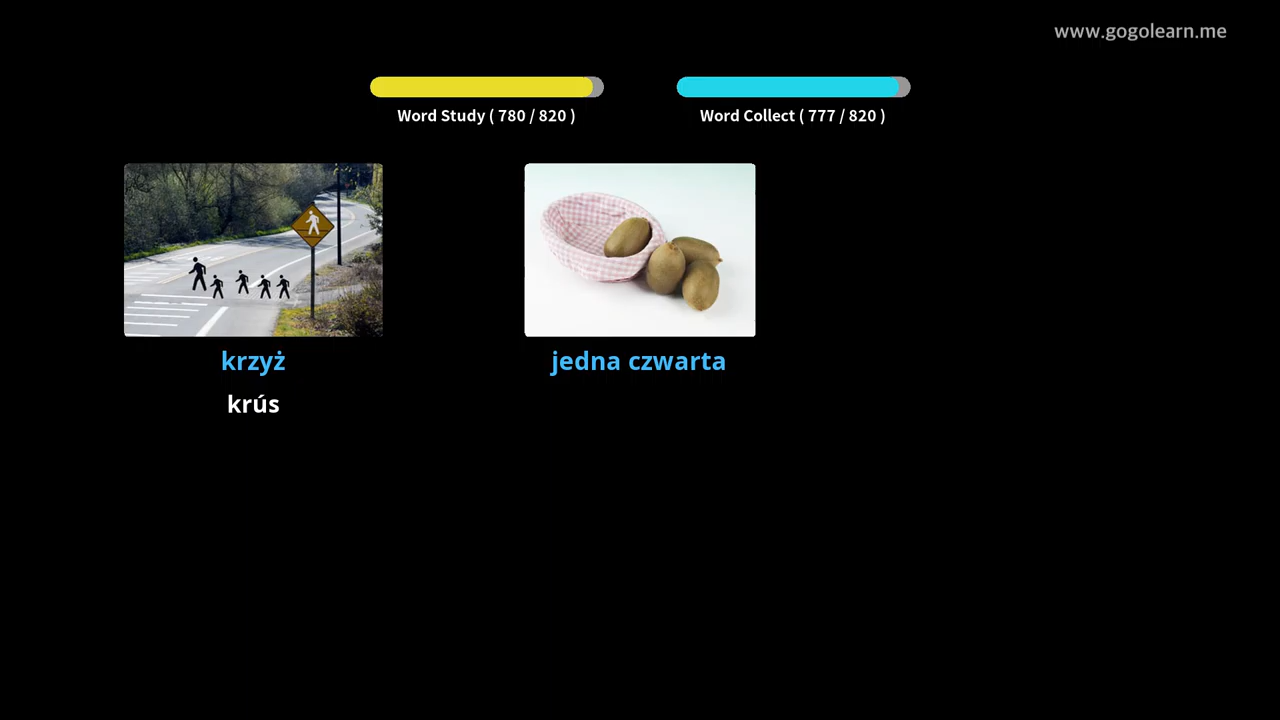 www.gogolearn.me
Word Study ( 780 / 820 )
Word Collect ( 777 / 820 )
krzyż
jedna czwarta
krús